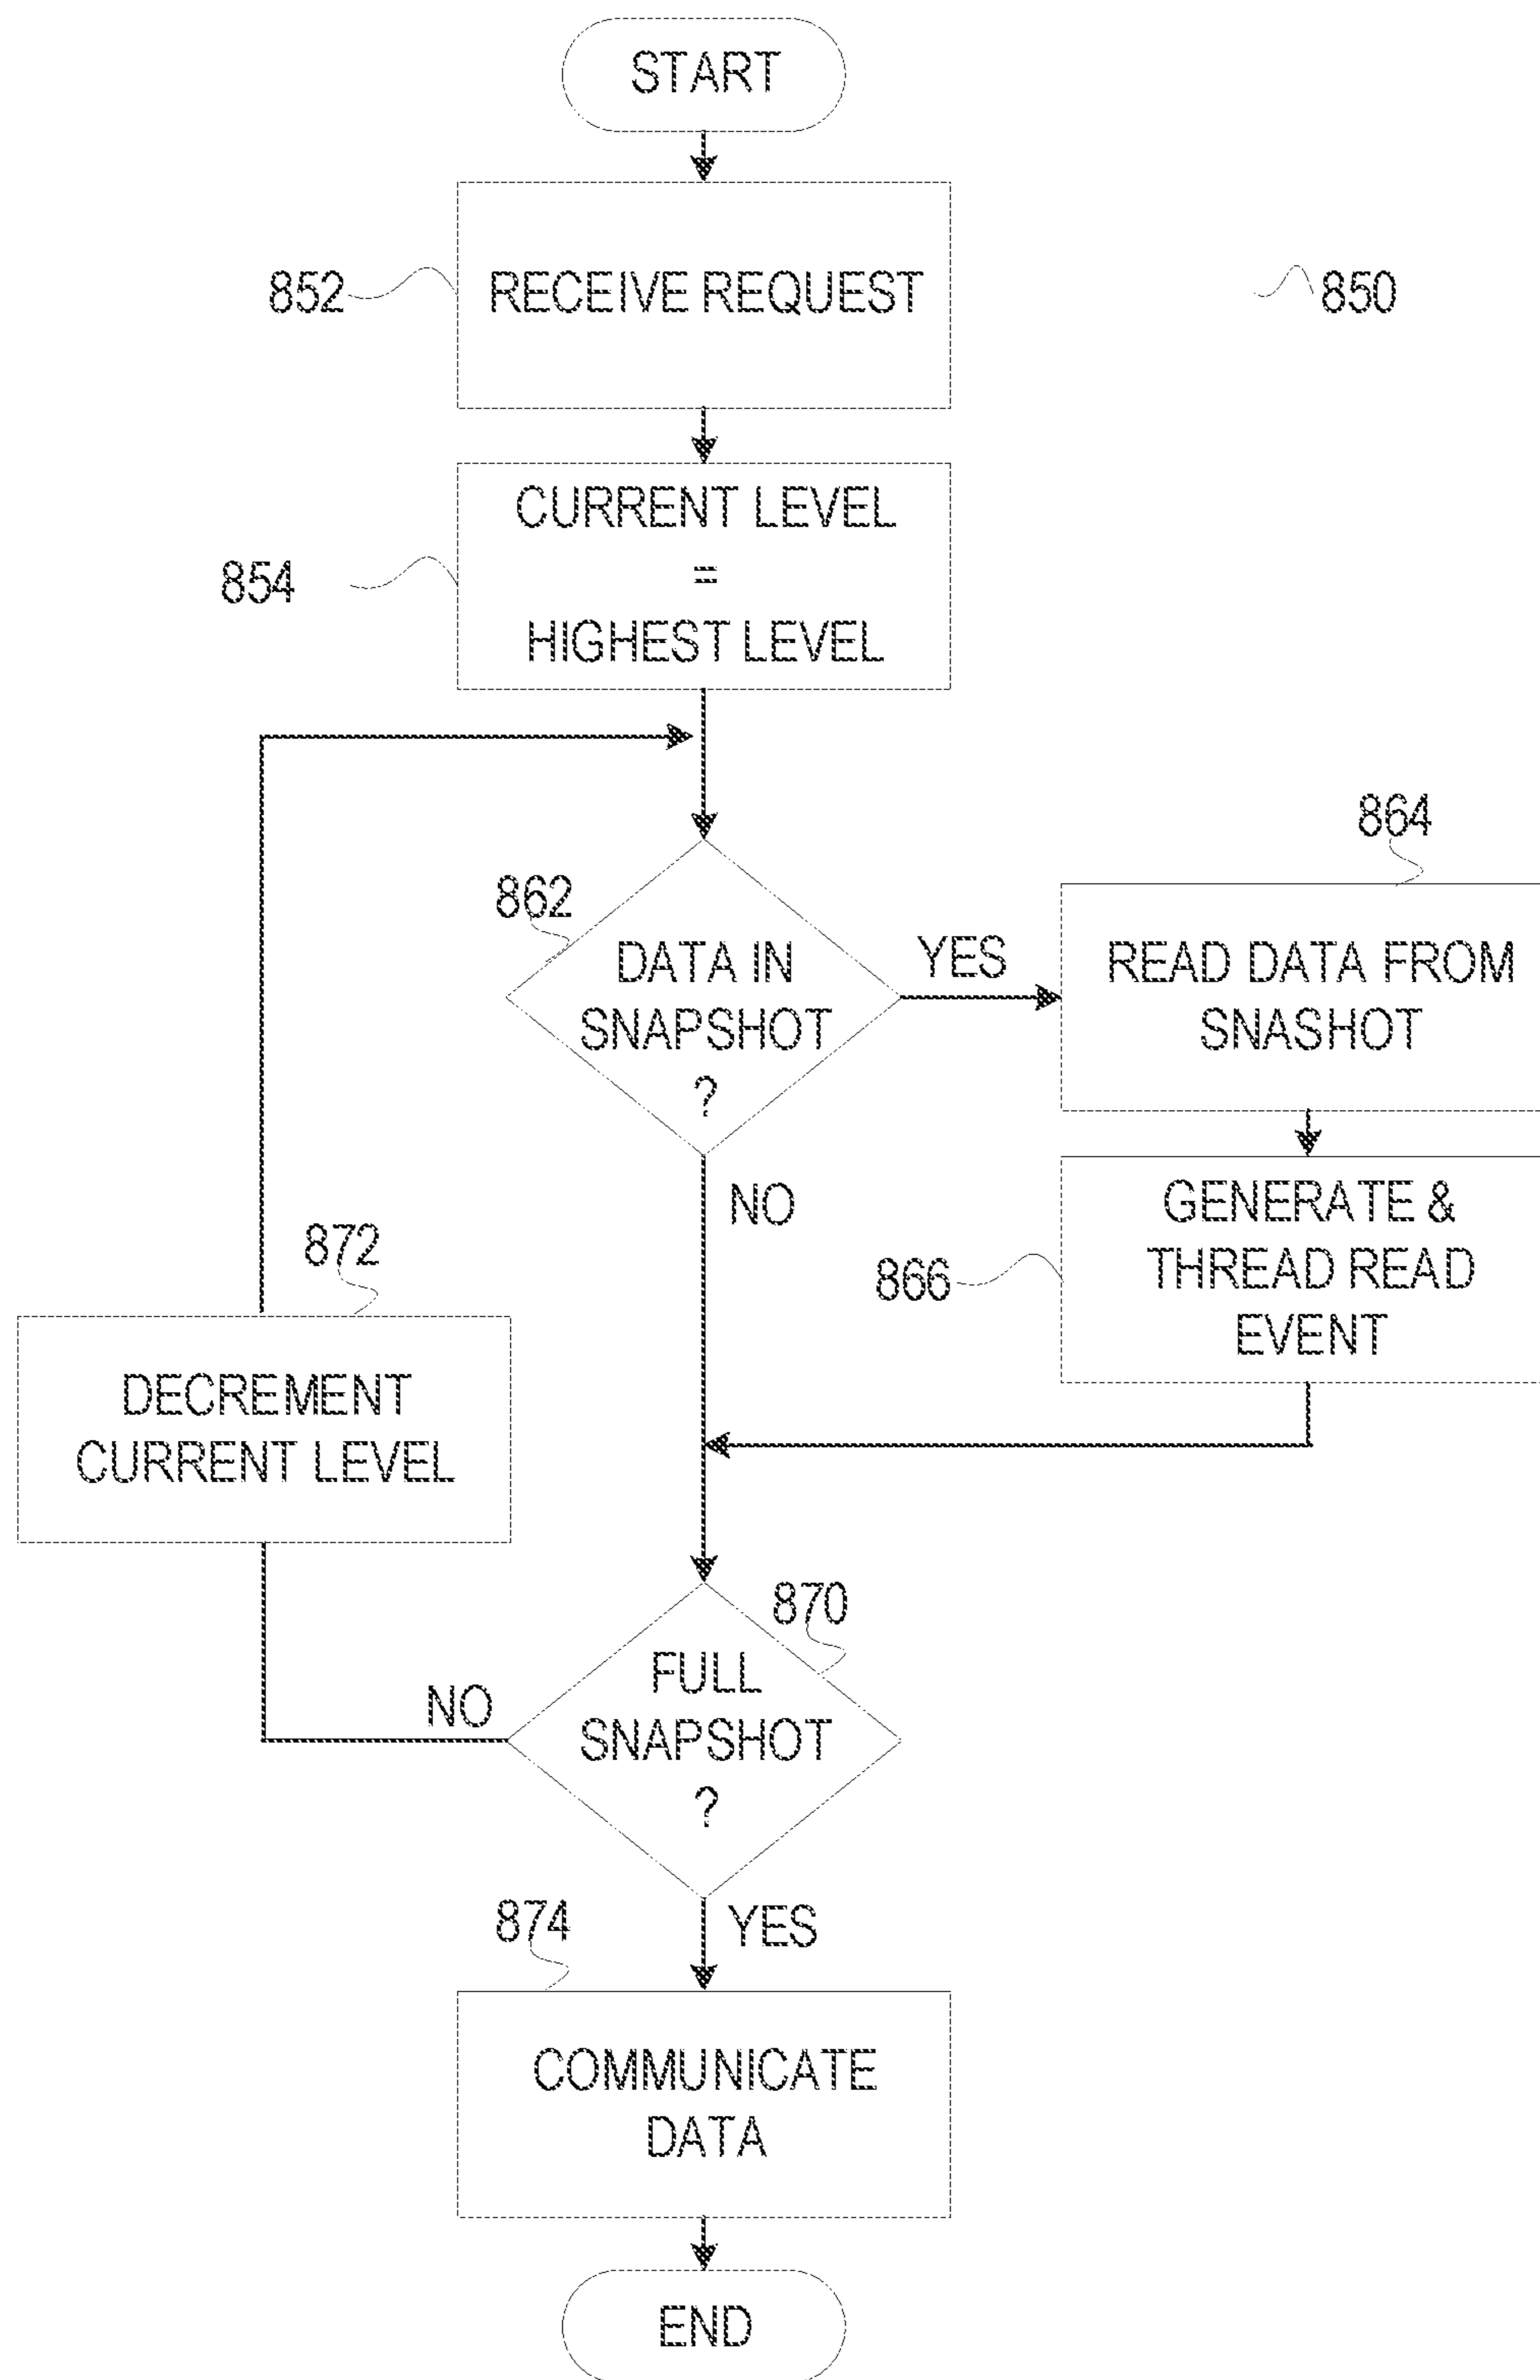 START
852
RECEIVE REQUEST
850
CURRENT LEVEL
=
HIGHEST LEVEL
854
864
862
DATA IN
SNAPSHOT
?
YES
READ DATA FROM
SNASHOT
NO
GENERATE &
THREAD READ
EVENT
866
872
DECREMENT
CURRENT LEVEL
870
FULL
SNAPSHOT
?
NO
YES
874
COMMUNICATE
DATA
END